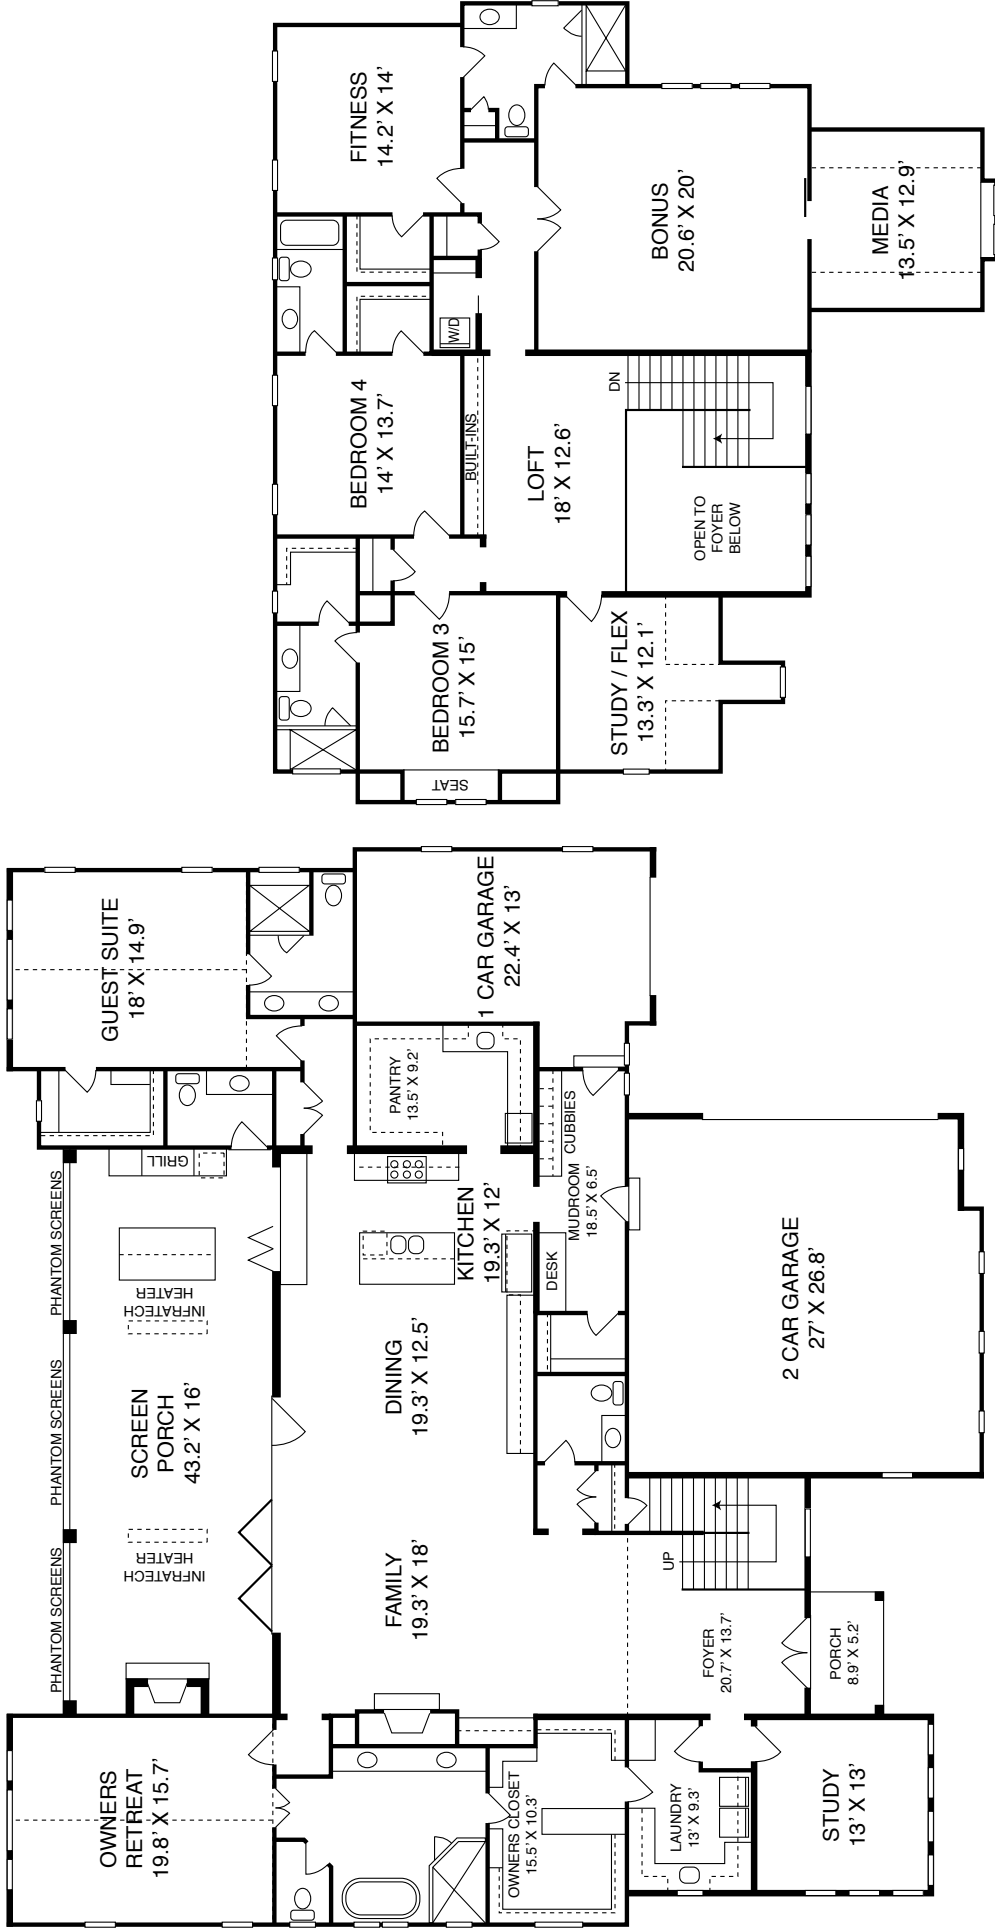 FITNESS
14.2' X 14'
BONUS
20.6' X 20'
MEDIA
13.5' X 12.9'
W/D
BEDROOM 4
14' X 13.7'
BUILT-INS
LOFT
18' X 12.6'
DN
OPEN TO
FOYER
BELOW
BEDROOM 3
15.7' X 15'
STUDY / FLEX
13.3' X 12.1'
SEAT
GUEST SUITE
18' X 14.9'
1 CAR GARAGE
22.4' X 13'
PANTRY
13.5' X 9.2'
CUBBIES
MUDROOM
18.5' X 6.5'
GRILL
PHANTOM SCREENS
INFRATECH
HEATER
KITCHEN
19.3' X 12'
DESK
2 CAR GARAGE
27' X 26.8'
PHANTOM SCREENS
SCREEN
PORCH
43.2' X 16'
DINING
19.3' X 12.5'
PHANTOM SCREENS
INFRATECH
HEATER
FAMILY
19.3' X 18'
UP
FOYER
20.7' X 13.7'
PORCH
8.9' X 5.2'
OWNERS
RETREAT
19.8' X 15.7'
OWNERS CLOSET
15.5' X 10.3'
LAUNDRY
13' X 9.3'
STUDY
13' X 13'